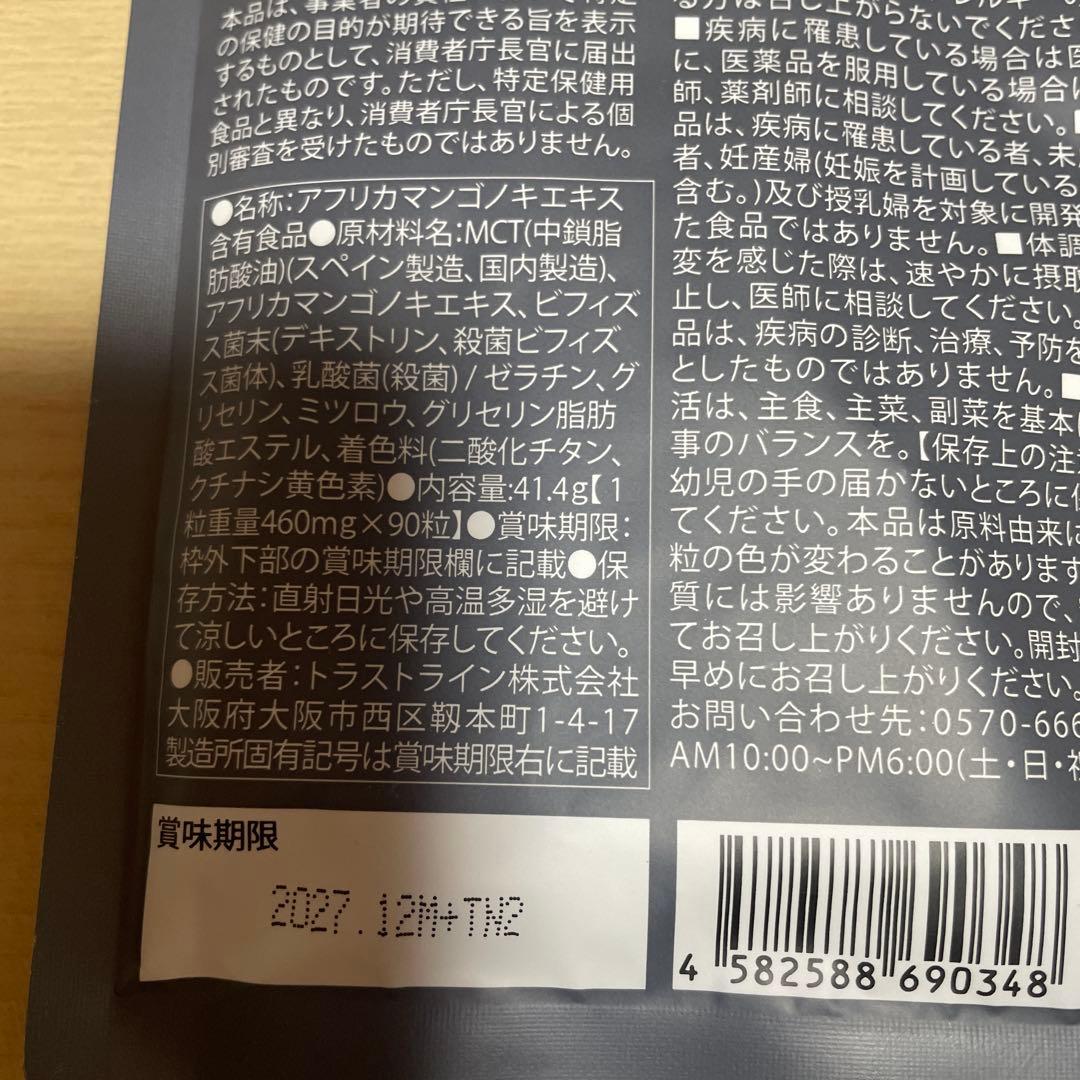 本品は、事業者の責任
の保健の目的が期待できる旨を表示
するものとして、消費者庁長官に届出
されたものです。ただし、特定保健用
食品と異なり、消費者庁長官による個
別審査を受けたものではありません。
●名称:アフリカマンゴノキエキス
含有食品●原材料名:MCT(中鎖脂
肪酸油)(スペイン製造、国内製造)、
アフリカマンゴノキエキス、ビフィズ
ス菌末(デキストリン、殺菌ビフィズ
ス菌体)、乳酸菌(殺菌) / ゼラチン、グ
リセリン、ミツロウ、グリセリン脂肪
酸エステル、着色料(二酸化チタン、
クチナシ黄色素)●内容量:41.4g【1
粒重量460mg×90粒】●賞味期限:
枠外下部の賞味期限欄に記載●保
存方法:直射日光や高温多湿を避け
て涼しいところに保存してください。
●販売者:トラストライン株式会社
大阪府大阪市西区靱本町1-4-17
製造所固有記号は賞味期限右に記載
賞味期限
2027.12M+TN2
る方は召し上がらないでくださ
■疾病に罹患している場合は医
に、医薬品を服用している場合は
師、薬剤師に相談してください。■
品は、疾病に罹患している者、未
者、妊産婦(妊娠を計画している
含む。)及び授乳婦を対象に開発
た食品ではありません。■体調
変を感じた際は、速やかに摂取
止し、医師に相談してください。
品は、疾病の診断、治療、予防を
としたものではありません。■
活は、主食、主菜、副菜を基本に
事のバランスを。【保存上の注意
幼児の手の届かないところに保
てください。本品は原料由来に
粒の色が変わることがあります
質には影響ありませんので、
てお召し上がりください。開封
早めにお召し上がりください。
お問い合わせ先:0570-666
AM10:00~PM6:00(土・日・祝
4 582588 690348